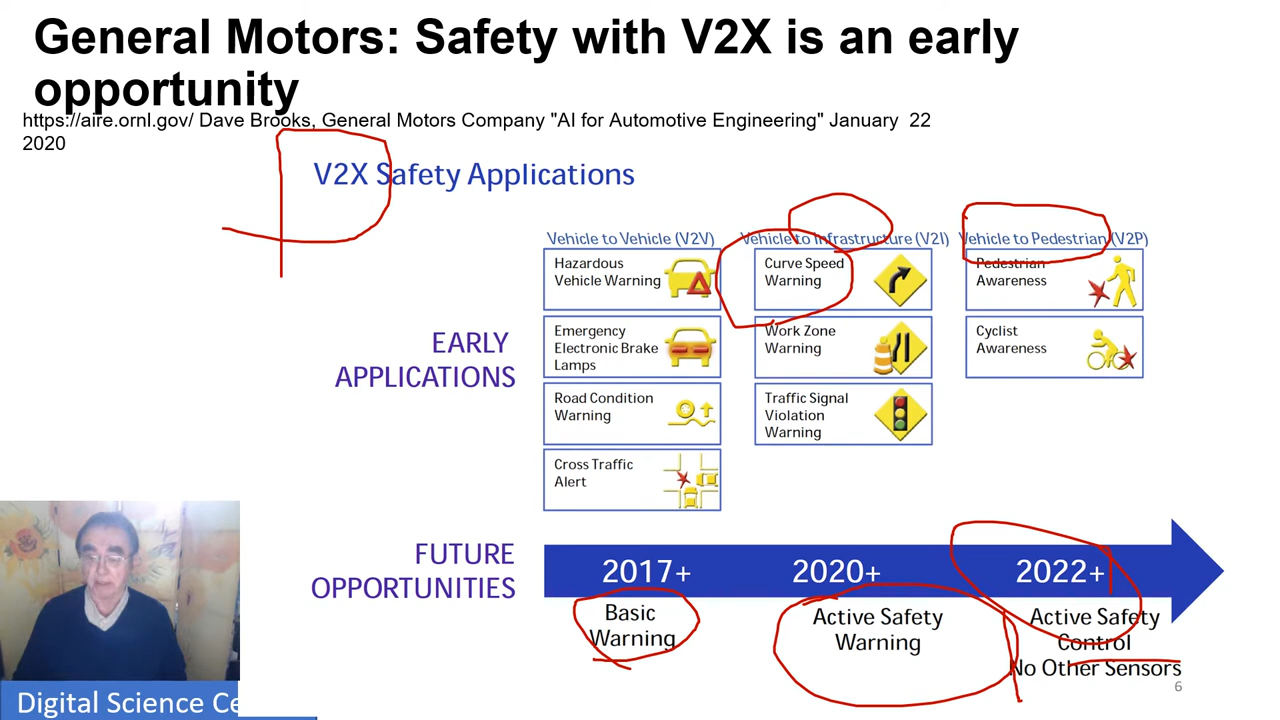 General Motors: Safety with V2X is an early
opportunity
https://aire.ornl.gov/ Dave Brooks, General Motors Company "AI for Automotive Engineering" January 22
2020
V2X Safety Applications
Vehicle to Vehicle (V2V)
Hazardous
Vehicle Warning
Emergency
Electronic Brake
Lamps
Road Condition
Warning
Cross Traffic
Alert
Vehicle to Infrastructure (V2I)
Curve Speed
Warning
Work Zone
Warning
Traffic Signal
Violation
Warning
Vehicle to Pedestrian (V2P)
Pedestrian
Awareness
Cyclist
Awareness
EARLY
APPLICATIONS
FUTURE
OPPORTUNITIES
2017+
Basic
Warning
2020+
Active Safety
Warning
2022+
Active Safety
Control
No Other Sensors
6
Digital Science Ce